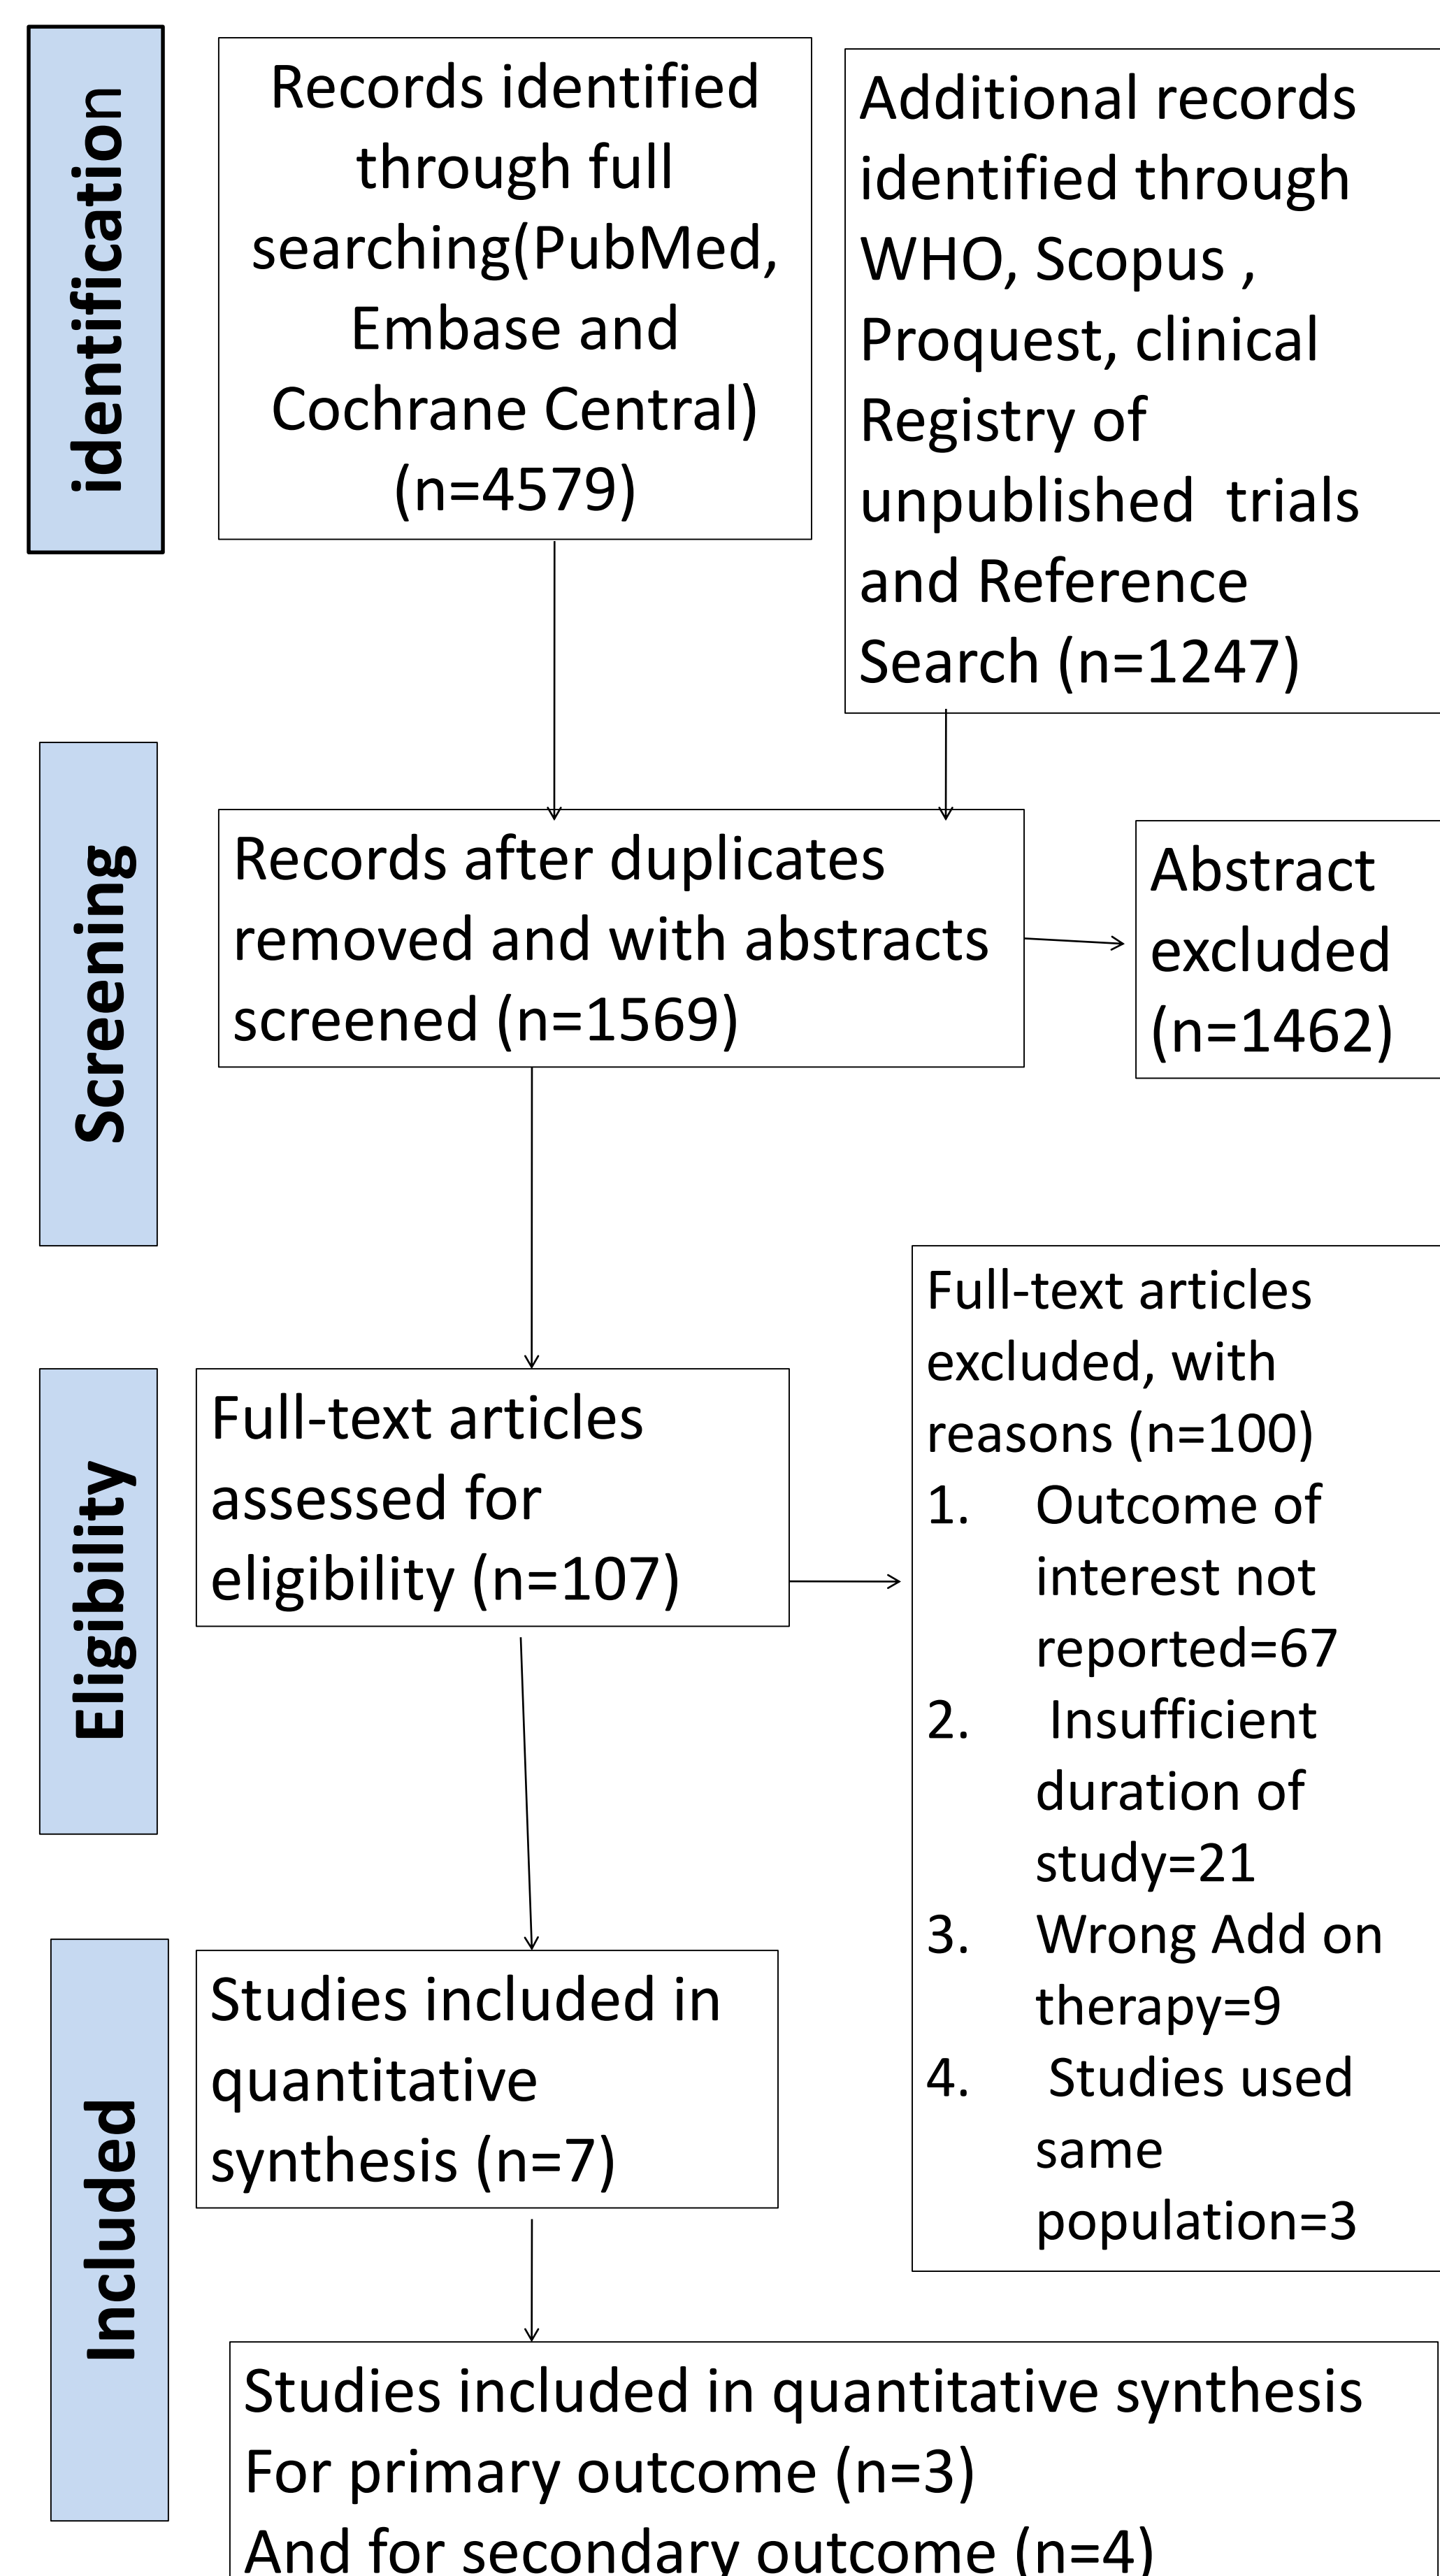 identification
Records identified
through full
searching(PubMed,
Embase and
Cochrane Central)
(n=4579)
Additional records
identified through
WHO, Scopus ,
Proquest, clinical
Registry of
unpublished  trials
and Reference
Search (n=1247)
Screening
Records after duplicates
removed and with abstracts
screened (n=1569)
Abstract
excluded
(n=1462)
Eligibility
Full-text articles
assessed for
eligibility (n=107)
Full-text articles
excluded, with
reasons (n=100)
1. Outcome of
interest not
reported=67
2. Insufficient
duration of
study=21
3. Wrong Add on
therapy=9
4. Studies used
same
population=3
Included
Studies included in
quantitative
synthesis (n=7)
Studies included in quantitative synthesis
For primary outcome (n=3)
And for secondary outcome (n=4)